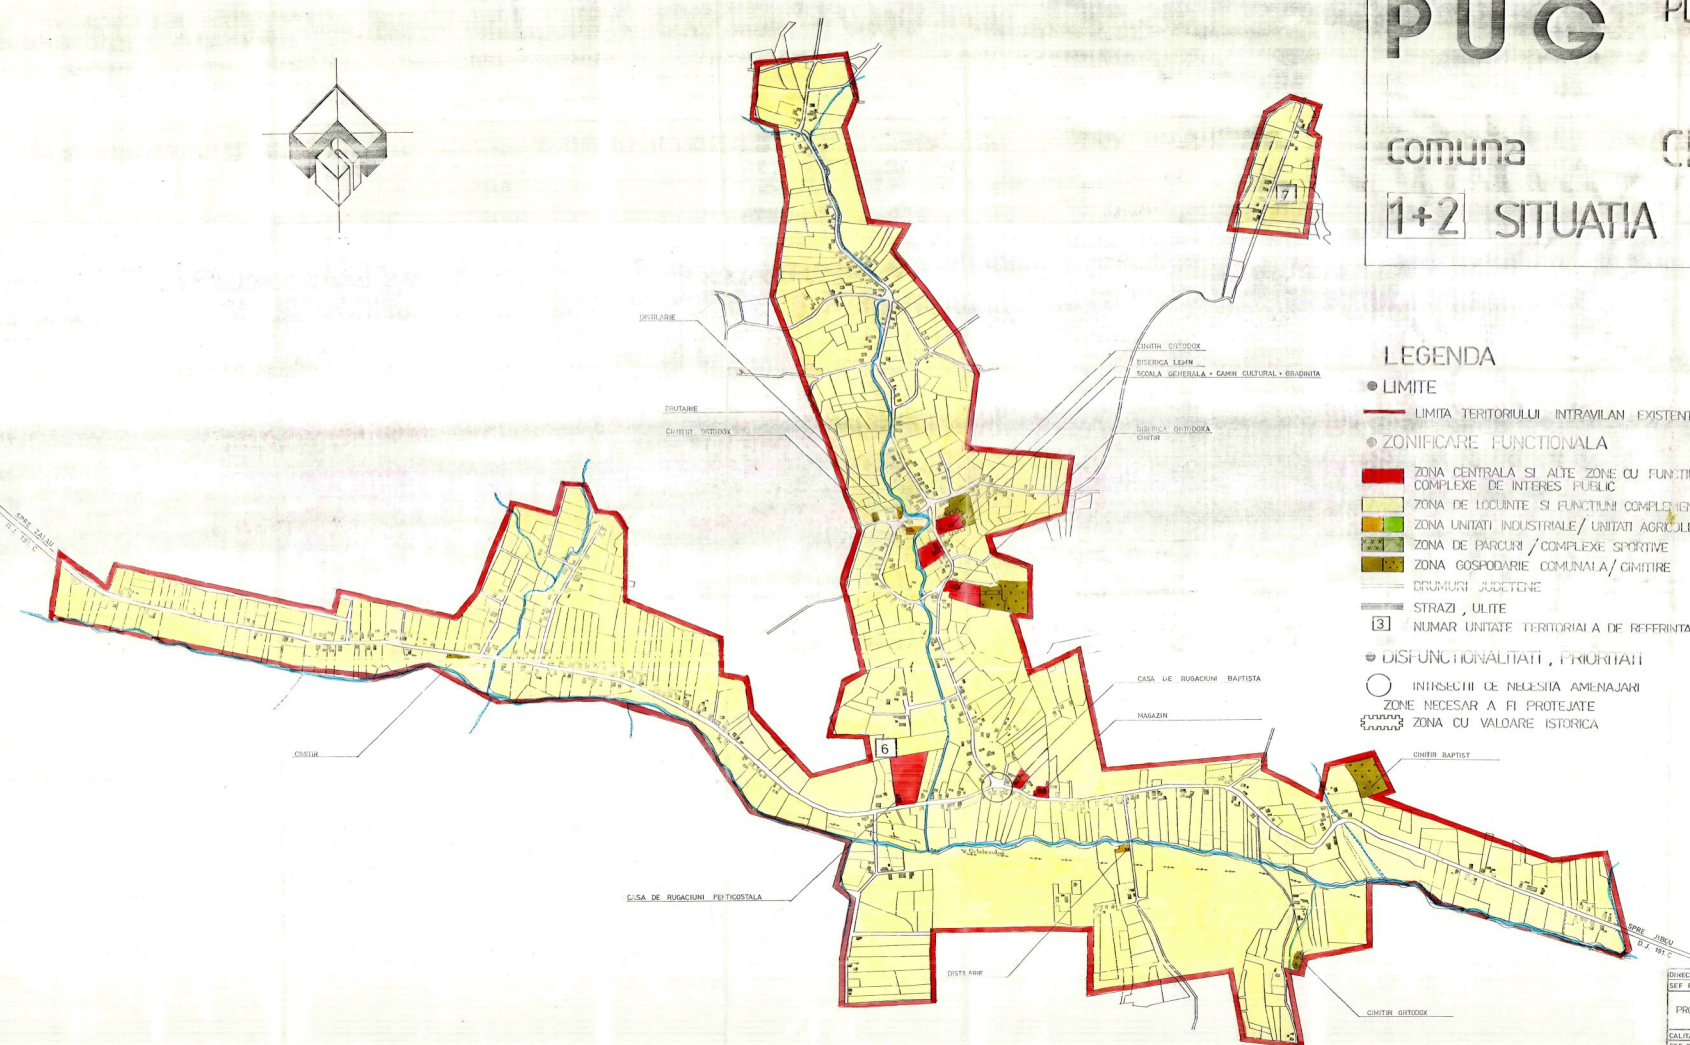 PUG
comuna
1+2 SITUATIA
7
LEGENDA
LIMITE
LIMITA TERITORIULUI INTRAVILAN EXISTENT
ZONIFICARE FUNCTIONALA
ZONA CENTRALA SI ALTE ZONE CU
COMPLEXE DE INTERES PUBLIC
ZONA DE LOCUINTE SI FUNCTIUNI
ZONA UNITATI INDUSTRIALE/ UNITATI
ZONA DE PARCURI / COMPLEXE SPORTIVE
ZONA GOSPODARIE COMUNALA/ CIMITIRE
DRUMURI JUDETENE
STRAZI , ULITE
3 NUMAR UNITATE TERITORIALA DE REFERINTA
DISFUNCTIONALITATI , PRIORITATI
INTRSECTII CE NECESITA AMENAJARI
ZONE NECESAR A FI PROTEJATE
ZONA CU VALOARE ISTORICA
DISTILARIE
CIMITIR ORTODOX
BISERICA LEMN
SCOALA GENERALA + CAMIN CULTURAL + GRADINITA
BRUTARIE
CIMITIR ORTODOX
BISERICA ORTODOXA
CIMITIR
SPRE ZALAU
D.J. 191 C
CASA DE RUGACIUNI BAPTISTA
MAGAZIN
6
CIMITIR
CIMITIR BAPTIST
CASA DE RUGACIUNI PENTICOSTALA
DISTILARIE
CIMITIR ORTODOX
SPRE JIBOU
D.J. 191 C